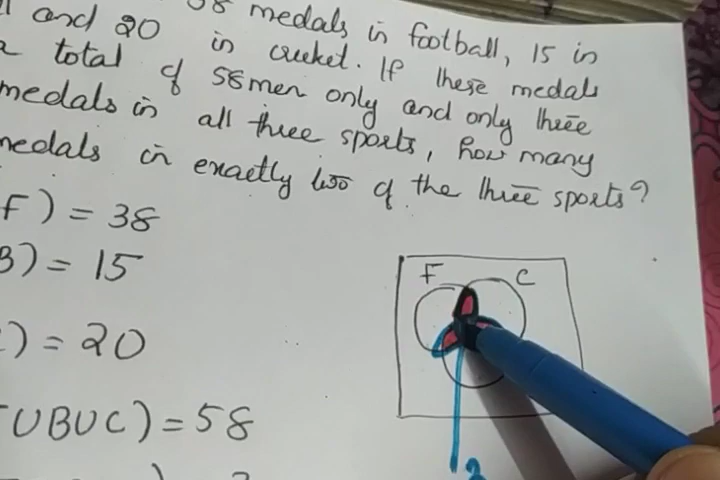 and 20 38 medals in football, 15 in
total of 58 men in cricket. If these medals
medals in all three sports, how many only and only three
medals in exactly two of the three sports?
F) = 38
B) = 15
) = 20
UBUC) = 58
F C